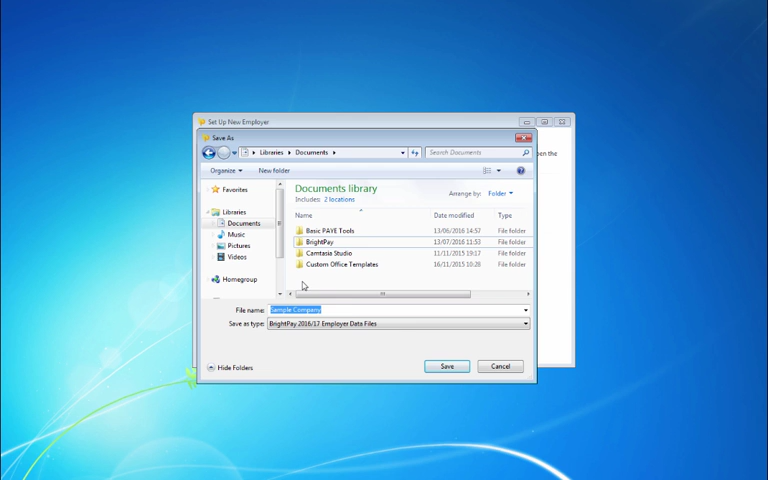 Set Up New Employer
Save As
Libraries Documents Search Documents
Organize New folder
Favorites
Libraries
Documents
Music
Pictures
Videos
Homegroup
Documents library
Includes: 2 locations
Arrange by: Folder
Name Date modified Type
Basic PAYE Tools 13/06/2016 14:57 File folder
BrightPay 13/07/2016 11:53 File folder
Camtasia Studio 11/11/2015 19:17 File folder
Custom Office Templates 16/11/2015 10:26 File folder
File name: Sample Company
Save as type: BrightPay 2016/17 Employer Data Files
Hide Folders Save Cancel